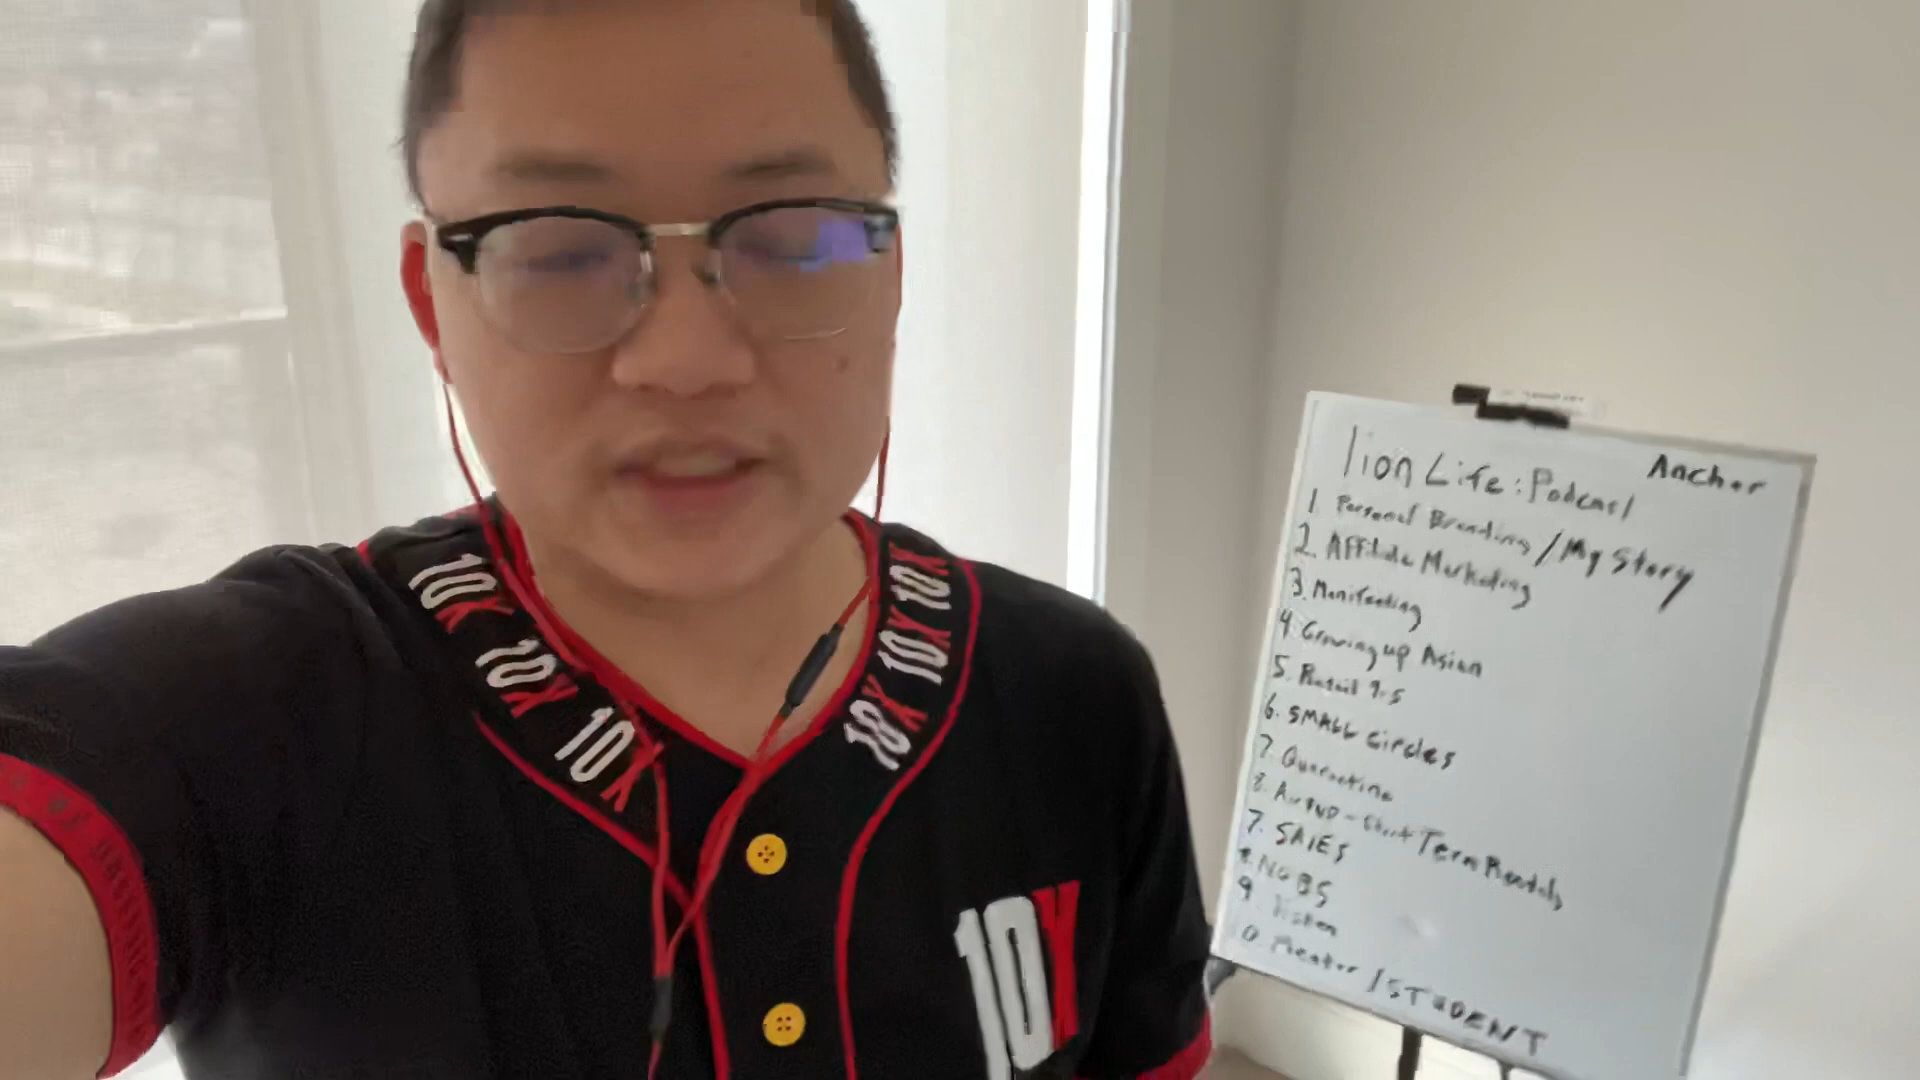 Anchor
lion Life: Podcast
1. Personal Branding / My Story
2. Affiliate Marketing
3. Manifesting
4. Growing up Asian
5. 9-5
6. SMALL Circles
7. Quarantine
8. AirBNB - Short Term Rentals
7. SAlES
8. No BS
9. Listen
0. Mentor / STUDENT
10X
10X
10X
10X
10X
10X
10X